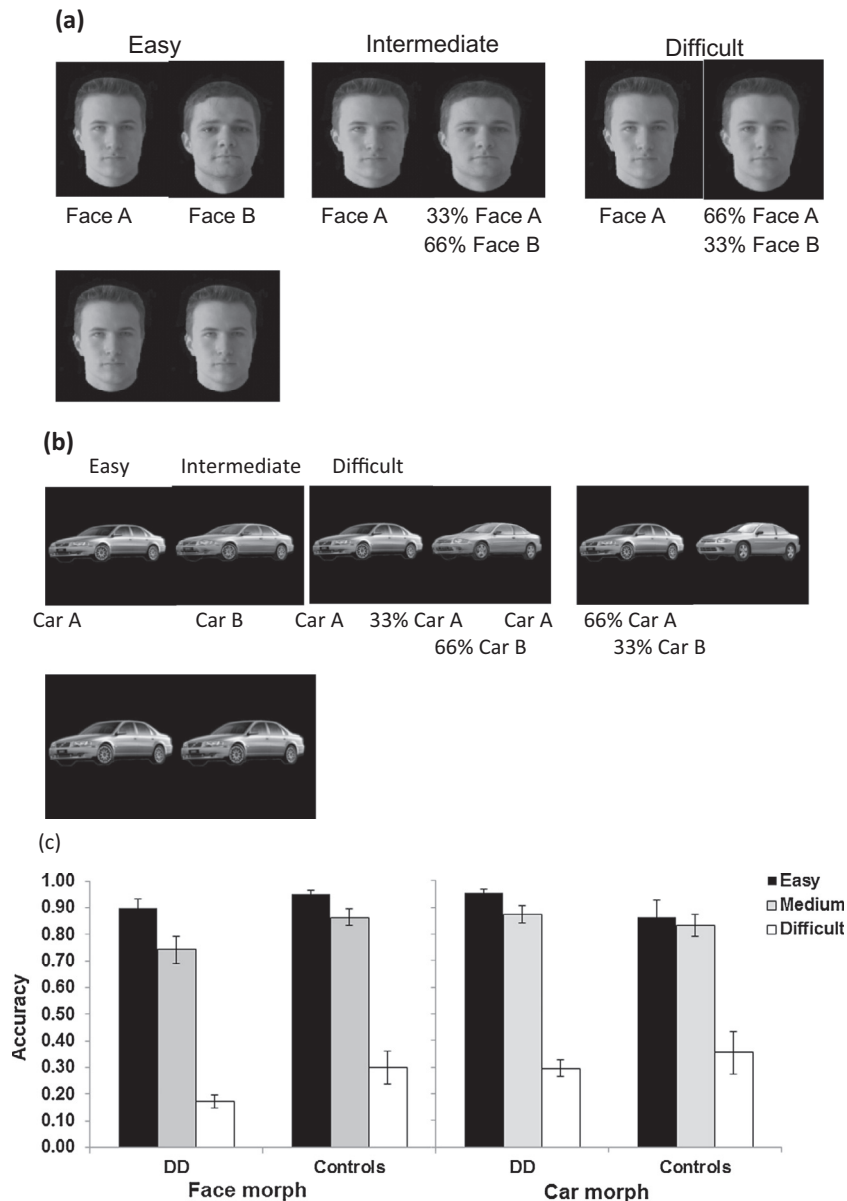 (a)
Easy Intermediate Difficult
Face A Face B Face A 33% Face A Face A 66% Face A
66% Face B 33% Face B
(b)
Easy Intermediate Difficult
Car A Car B Car A 33% Car A Car A 66% Car A
66% Car B 33% Car B
(c)
1.00
0.90
0.80
0.70
0.60
0.50
0.40
0.30
0.20
0.10
0.00
Accuracy
Easy
Medium
Difficult
DD Controls DD Controls
Face morph Car morph